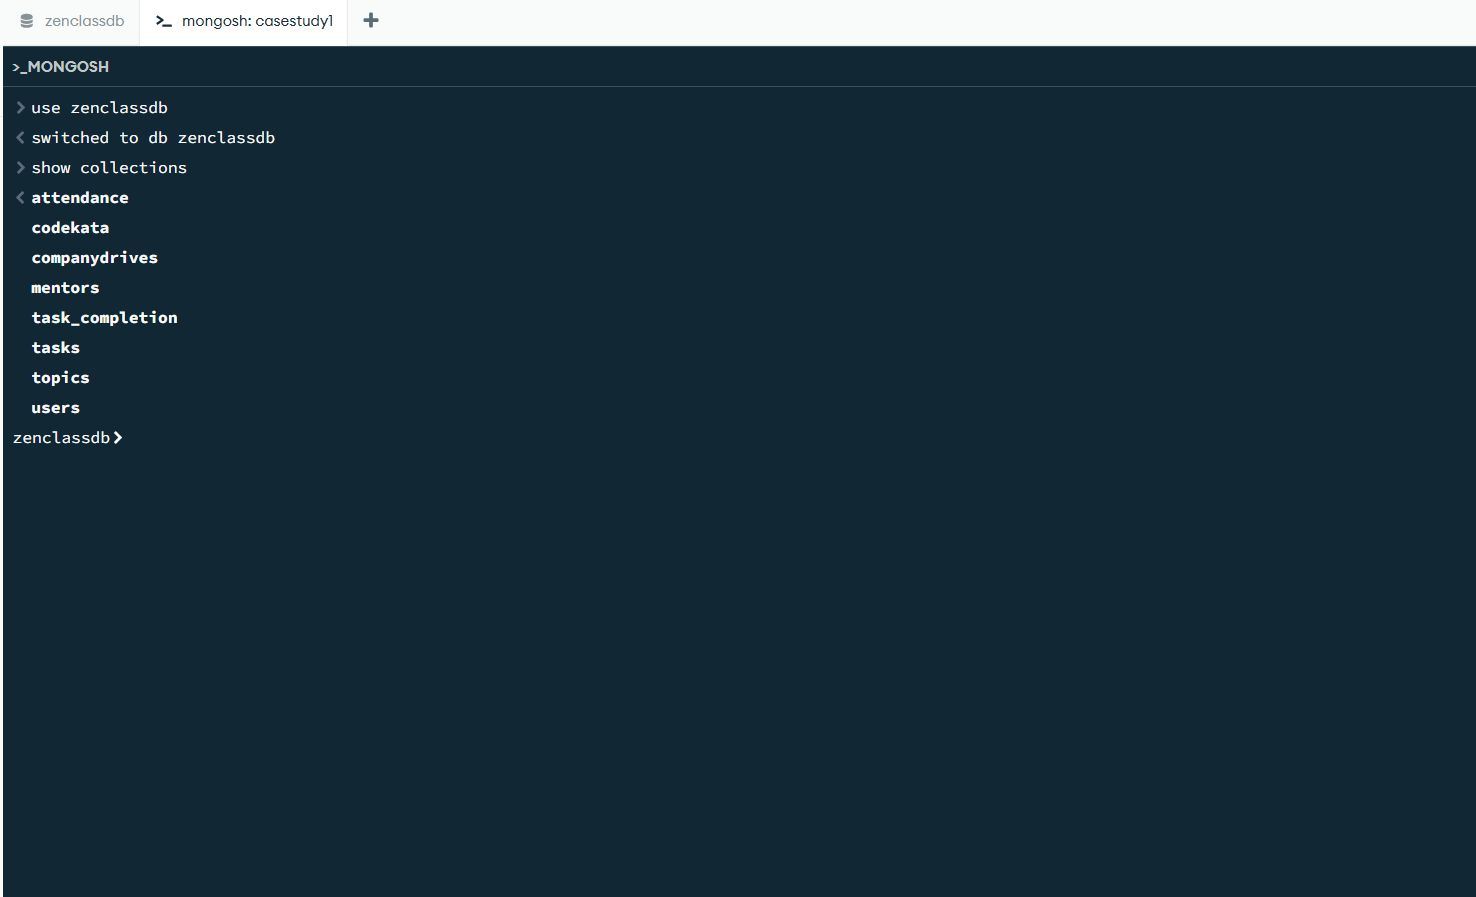 zenclassdb
mongosh: casestudy1
>_MONGOSH
use zenclassdb
switched to db zenclassdb
show collections
attendance
codekata
companydrives
mentors
task_completion
tasks
topics
users
zenclassdb>